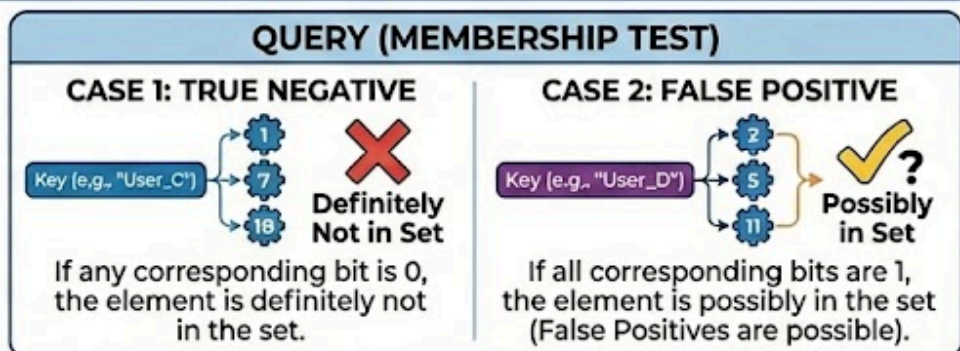 QUERY (MEMBERSHIP TEST)
CASE 1: TRUE NEGATIVE
Key (e,g., "User_C")
1
7
18
Definitely
Not in Set
If any corresponding bit is 0,
the element is definitely not
in the set.
CASE 2: FALSE POSITIVE
Key (e.g., "User_D")
2
5
11
?
Possibly
in Set
If all corresponding bits are 1,
the element is possibly in the set
(False Positives are possible).